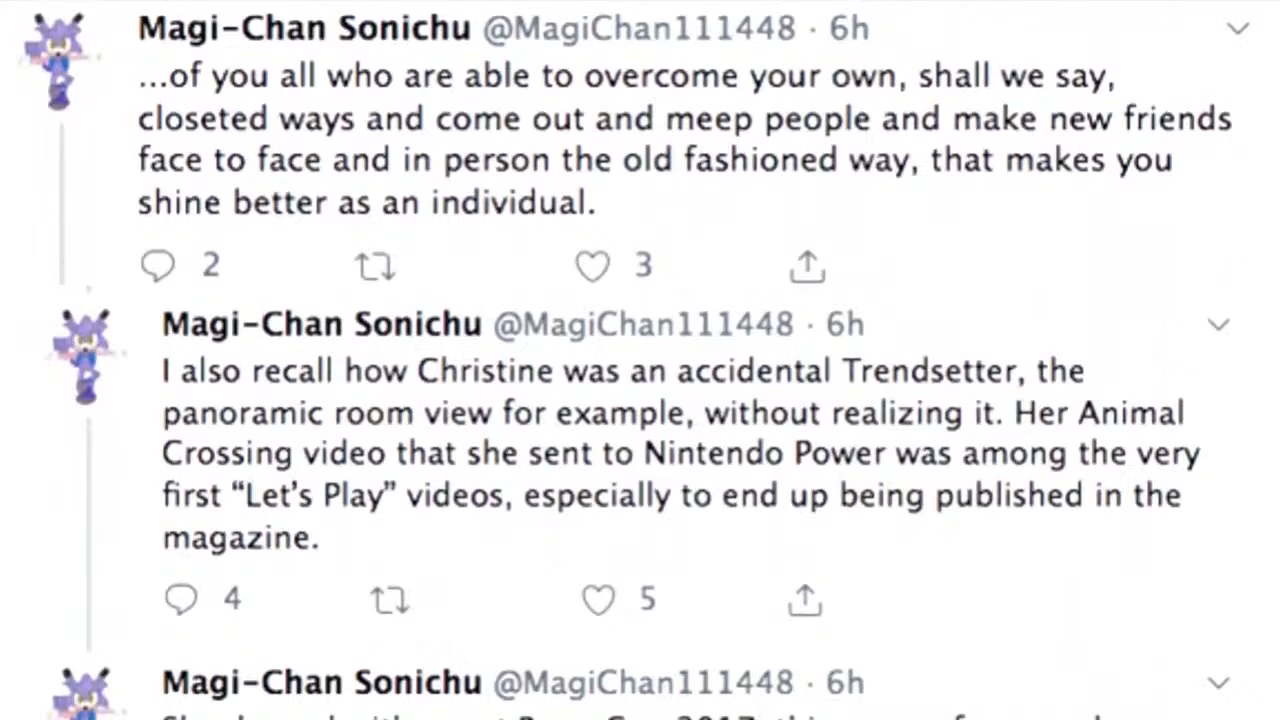 Magi-Chan Sonichu @MagiChan111448 · 6h
...of you all who are able to overcome your own, shall we say,
closeted ways and come out and meep people and make new friends
face to face and in person the old fashioned way, that makes you
shine better as an individual.
2 3
Magi-Chan Sonichu @MagiChan111448 · 6h
I also recall how Christine was an accidental Trendsetter, the
panoramic room view for example, without realizing it. Her Animal
Crossing video that she sent to Nintendo Power was among the very
first “Let’s Play” videos, especially to end up being published in the
magazine.
4 5
Magi-Chan Sonichu @MagiChan111448 · 6h